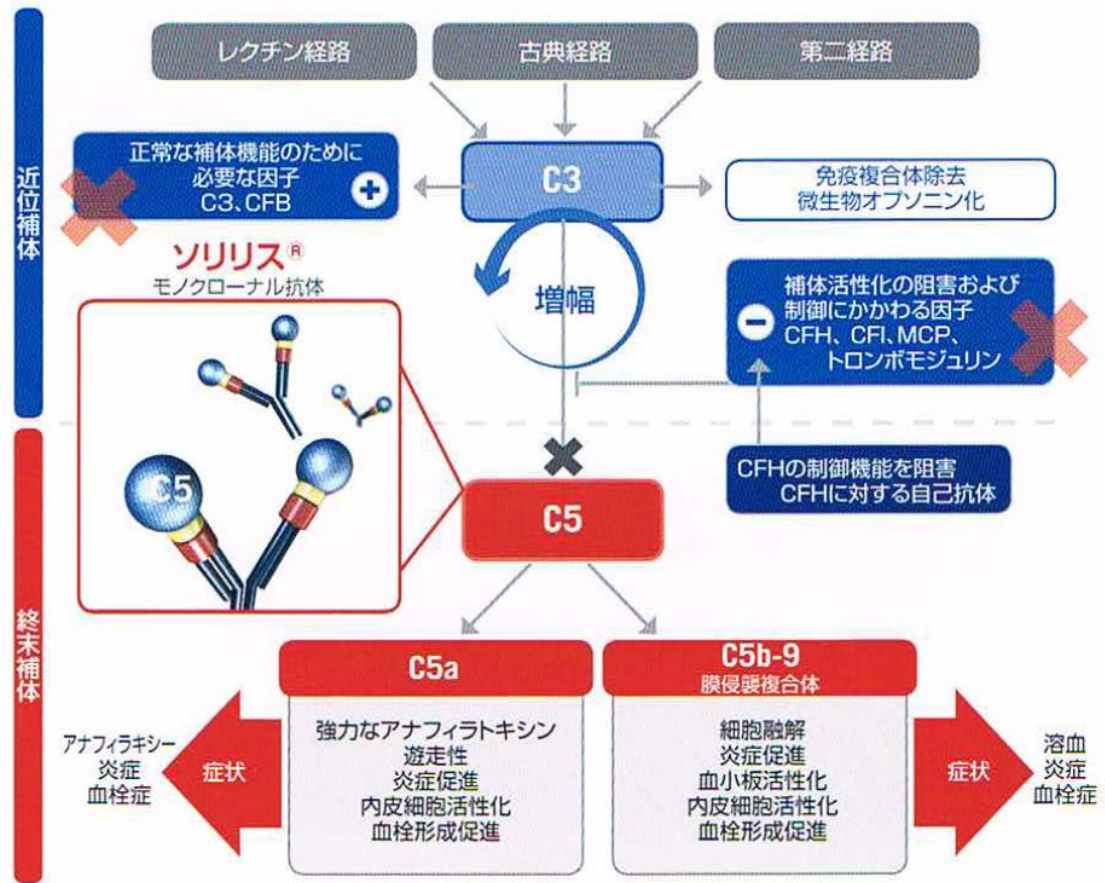 レクチン経路
古典経路
第二経路
近位補体
正常な補体機能のために
必要な因子
C3、CFB
+
C3
免疫複合体除去
微生物オプソニン化
ソリリス®
モノクローナル抗体
増幅
補体活性化の阻害および
制御にかかわる因子
CFH、CFI、MCP、
トロンボモジュリン
−
C5
C5
CFHの制御機能を阻害
CFHに対する自己抗体
終末補体
C5a
強力なアナフィラトキシン
遊走性
炎症促進
内皮細胞活性化
血栓形成促進
C5b-9
膜侵襲複合体
細胞融解
炎症促進
血小板活性化
内皮細胞活性化
血栓形成促進
アナフィラキシー
炎症
血栓症
症状
症状
溶血
炎症
血栓症